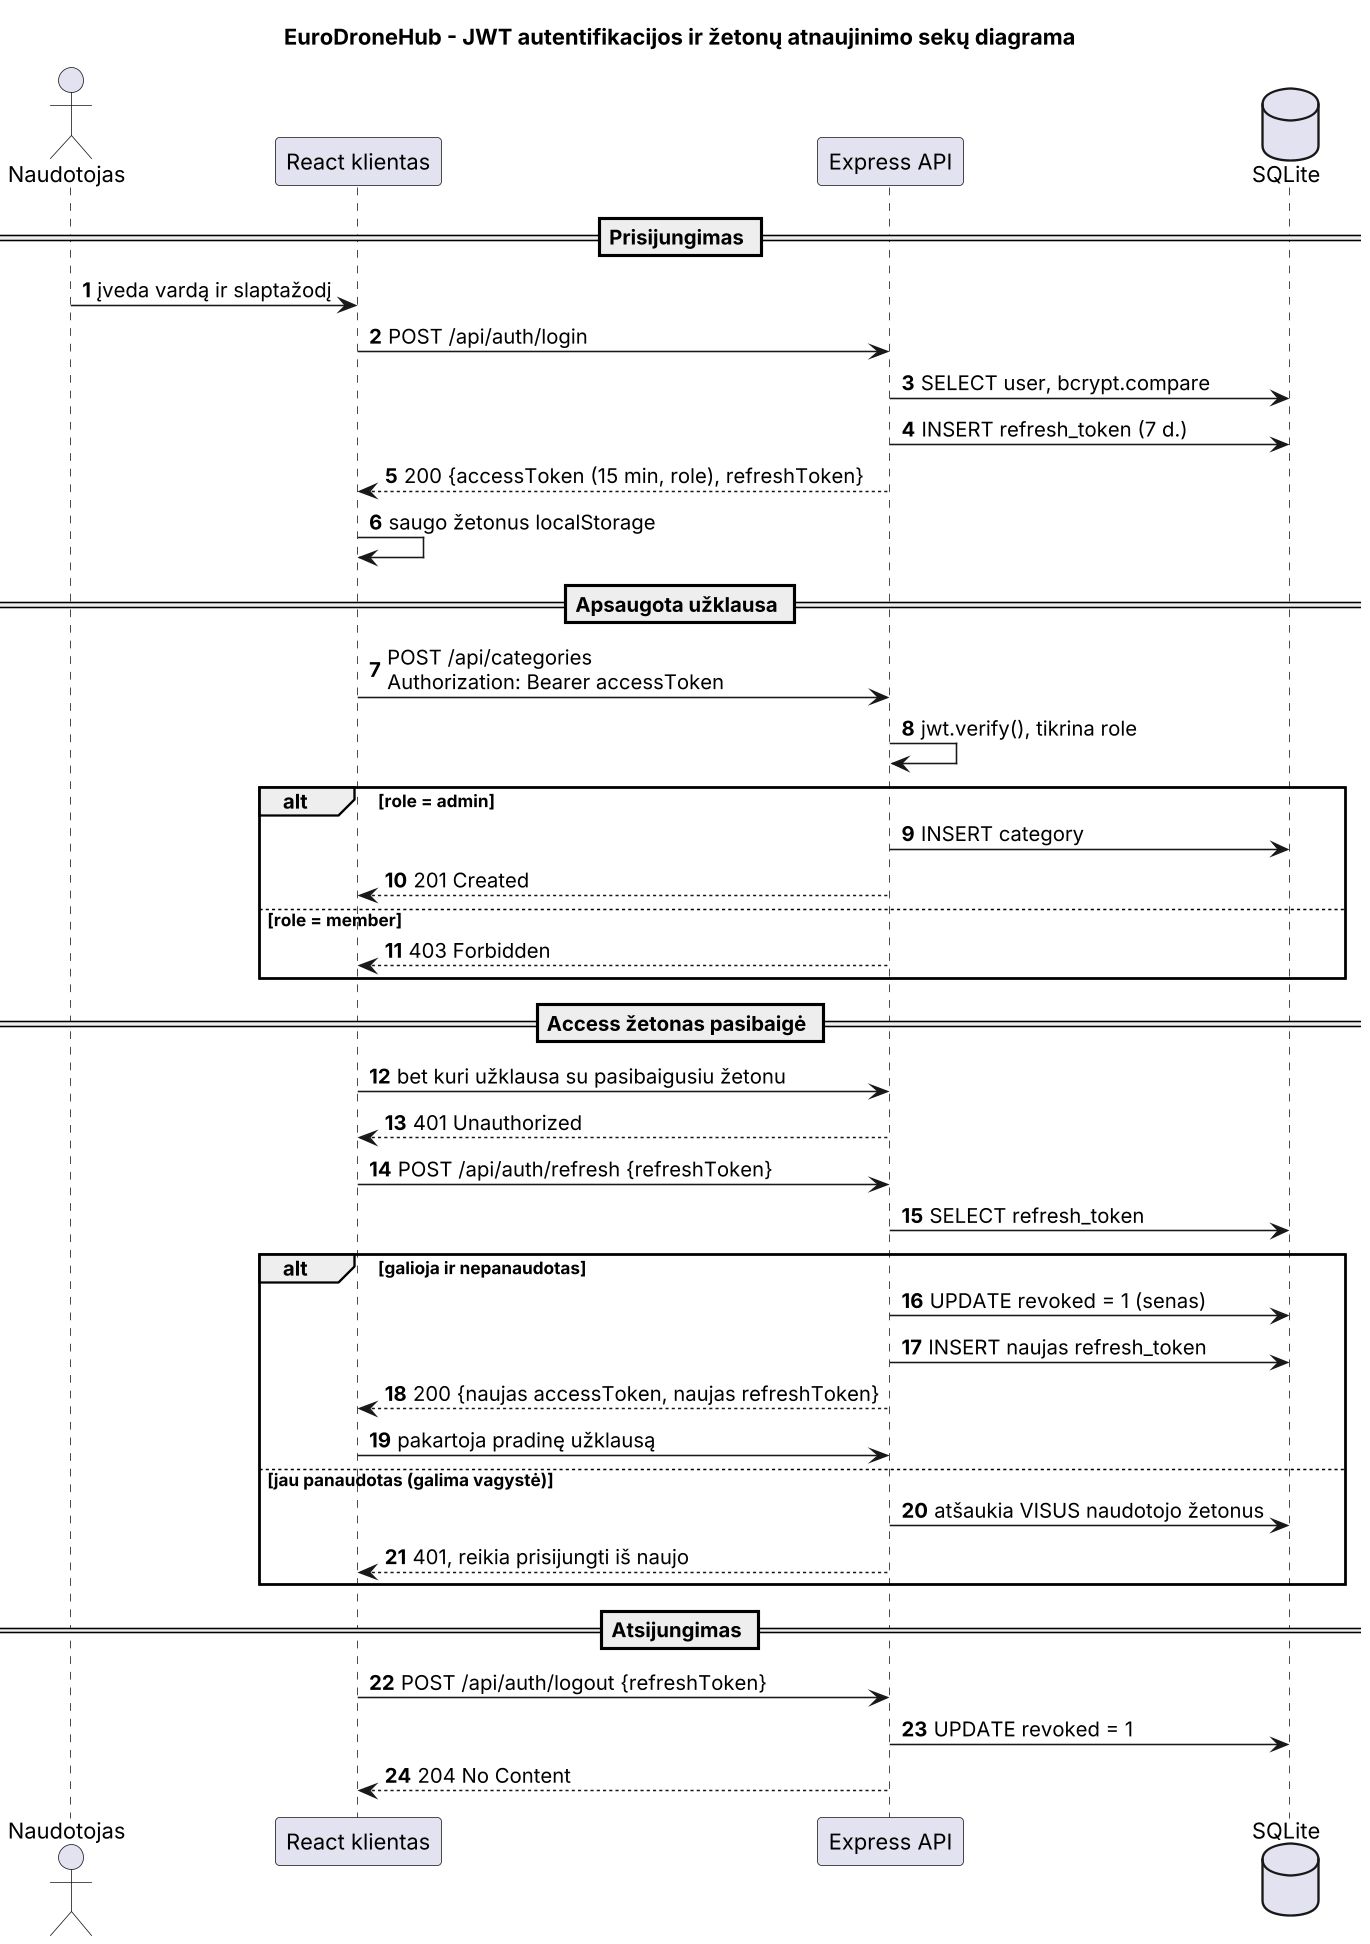 EuroDroneHub - JWT autentifikacijos ir žetonų atnaujinimo sekų diagrama
Naudotojas
React klientas
Express API
SQLite
Prisijungimas
1 įveda vardą ir slaptažodį
2 POST /api/auth/login
3 SELECT user, bcrypt.compare
4 INSERT refresh_token (7 d.)
5 200 {accessToken (15 min, role), refreshToken}
6 saugo žetonus localStorage
Apsaugota užklausa
7 POST /api/categories
Authorization: Bearer accessToken
8 jwt.verify(), tikrina role
alt [role = admin]
9 INSERT category
10 201 Created
[role = member]
11 403 Forbidden
Access žetonas pasibaigė
12 bet kuri užklausa su pasibaigusiu žetonu
13 401 Unauthorized
14 POST /api/auth/refresh {refreshToken}
15 SELECT refresh_token
alt [galioja ir nepanaudotas]
16 UPDATE revoked = 1 (senas)
17 INSERT naujas refresh_token
18 200 {naujas accessToken, naujas refreshToken}
19 pakartoja pradinę užklausą
[jau panaudotas (galima vagystė)]
20 atšaukia VISUS naudotojo žetonus
21 401, reikia prisijungti iš naujo
Atsijungimas
22 POST /api/auth/logout {refreshToken}
23 UPDATE revoked = 1
24 204 No Content
Naudotojas
React klientas
Express API
SQLite